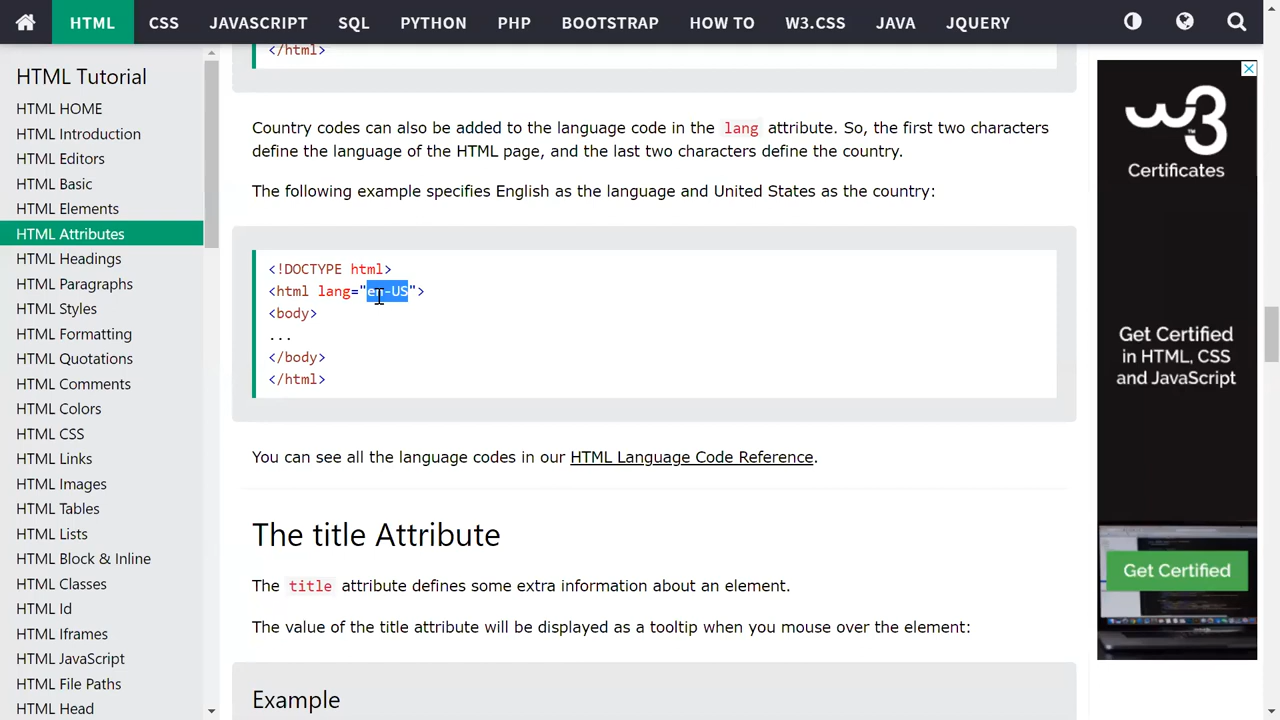 HTML
CSS
JAVASCRIPT
SQL
PYTHON
PHP
BOOTSTRAP
HOW TO
W3.CSS
JAVA
JQUERY
HTML Tutorial
HTML HOME
HTML Introduction
HTML Editors
HTML Basic
HTML Elements
HTML Attributes
HTML Headings
HTML Paragraphs
HTML Styles
HTML Formatting
HTML Quotations
HTML Comments
HTML Colors
HTML CSS
HTML Links
HTML Images
HTML Tables
HTML Lists
HTML Block & Inline
HTML Classes
HTML Id
HTML Iframes
HTML JavaScript
HTML File Paths
HTML Head
</html>
Country codes can also be added to the language code in the lang attribute. So, the first two characters
define the language of the HTML page, and the last two characters define the country.
The following example specifies English as the language and United States as the country:
<!DOCTYPE html>
<html lang="en-US">
<body>
...
</body>
</html>
You can see all the language codes in our HTML Language Code Reference.
The title Attribute
The title attribute defines some extra information about an element.
The value of the title attribute will be displayed as a tooltip when you mouse over the element:
Example
w3
TM
Certificates
Get Certified
in HTML, CSS
and JavaScript
Get Certified